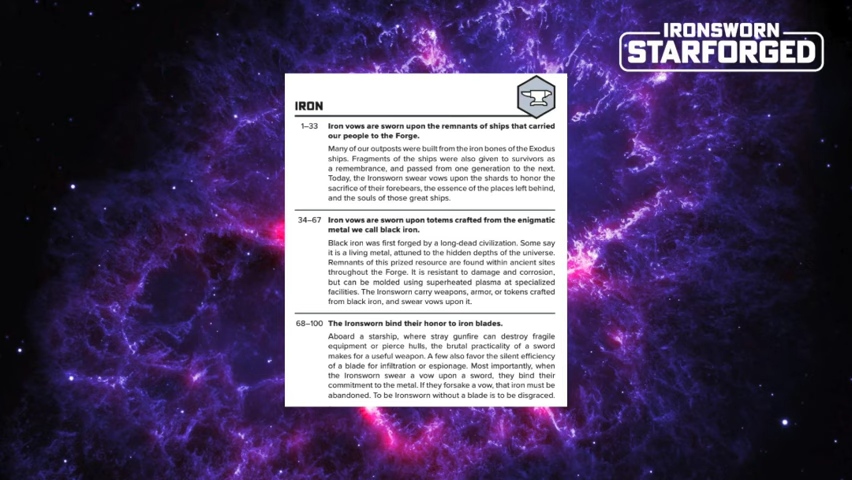 IRONSWORN
STARFORGED
IRON
1–33 Iron vows are sworn upon the remnants of ships that carried
our people to the Forge.
Many of our outposts were built from the iron bones of the Exodus
ships. Fragments of the ships were also given to survivors as
a remembrance, and passed from one generation to the next.
Today, the Ironsworn swear vows upon the shards to honor the
sacrifice of their forebears, the essence of the places left behind,
and the souls of those great ships.
34–67 Iron vows are sworn upon totems crafted from the enigmatic
metal we call black iron.
Black iron was first forged by a long-dead civilization. Some say
it is a living metal, attuned to the hidden depths of the universe.
Remnants of this prized resource are found within ancient sites
throughout the Forge. It is resistant to damage and corrosion,
but can be molded using superheated plasma at specialized
facilities. The Ironsworn carry weapons, armor, or tokens crafted
from black iron, and swear vows upon it.
68–100 The Ironsworn bind their honor to iron blades.
Aboard a starship, where stray gunfire can destroy fragile
equipment or pierce hulls, the brutal practicality of a sword
makes for a useful weapon. A few also favor the silent efficiency
of a blade for infiltration or espionage. Most importantly, when
the Ironsworn swear a vow upon a sword, they bind their
commitment to the metal. If they forsake a vow, that iron must be
abandoned. To be Ironsworn without a blade is to be disgraced.